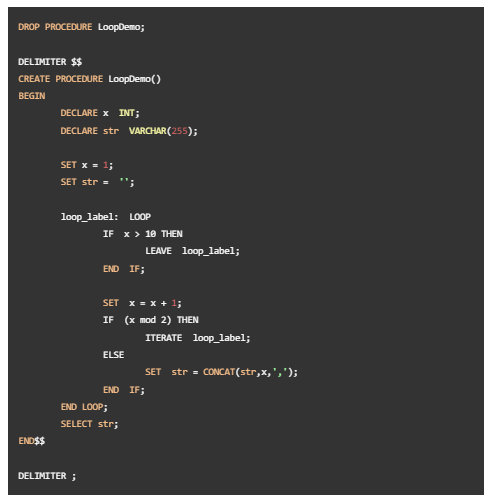 DROP PROCEDURE LoopDemo;
DELIMITER $$
CREATE PROCEDURE LoopDemo()
BEGIN
DECLARE x  INT;
DECLARE str  VARCHAR(255);
SET x = 1;
SET str =  '';
loop_label:  LOOP
IF  x > 10 THEN
LEAVE  loop_label;
END  IF;
SET  x = x + 1;
IF  (x mod 2) THEN
ITERATE  loop_label;
ELSE
SET  str = CONCAT(str,x,',');
END  IF;
END LOOP;
SELECT str;
END$$
DELIMITER ;